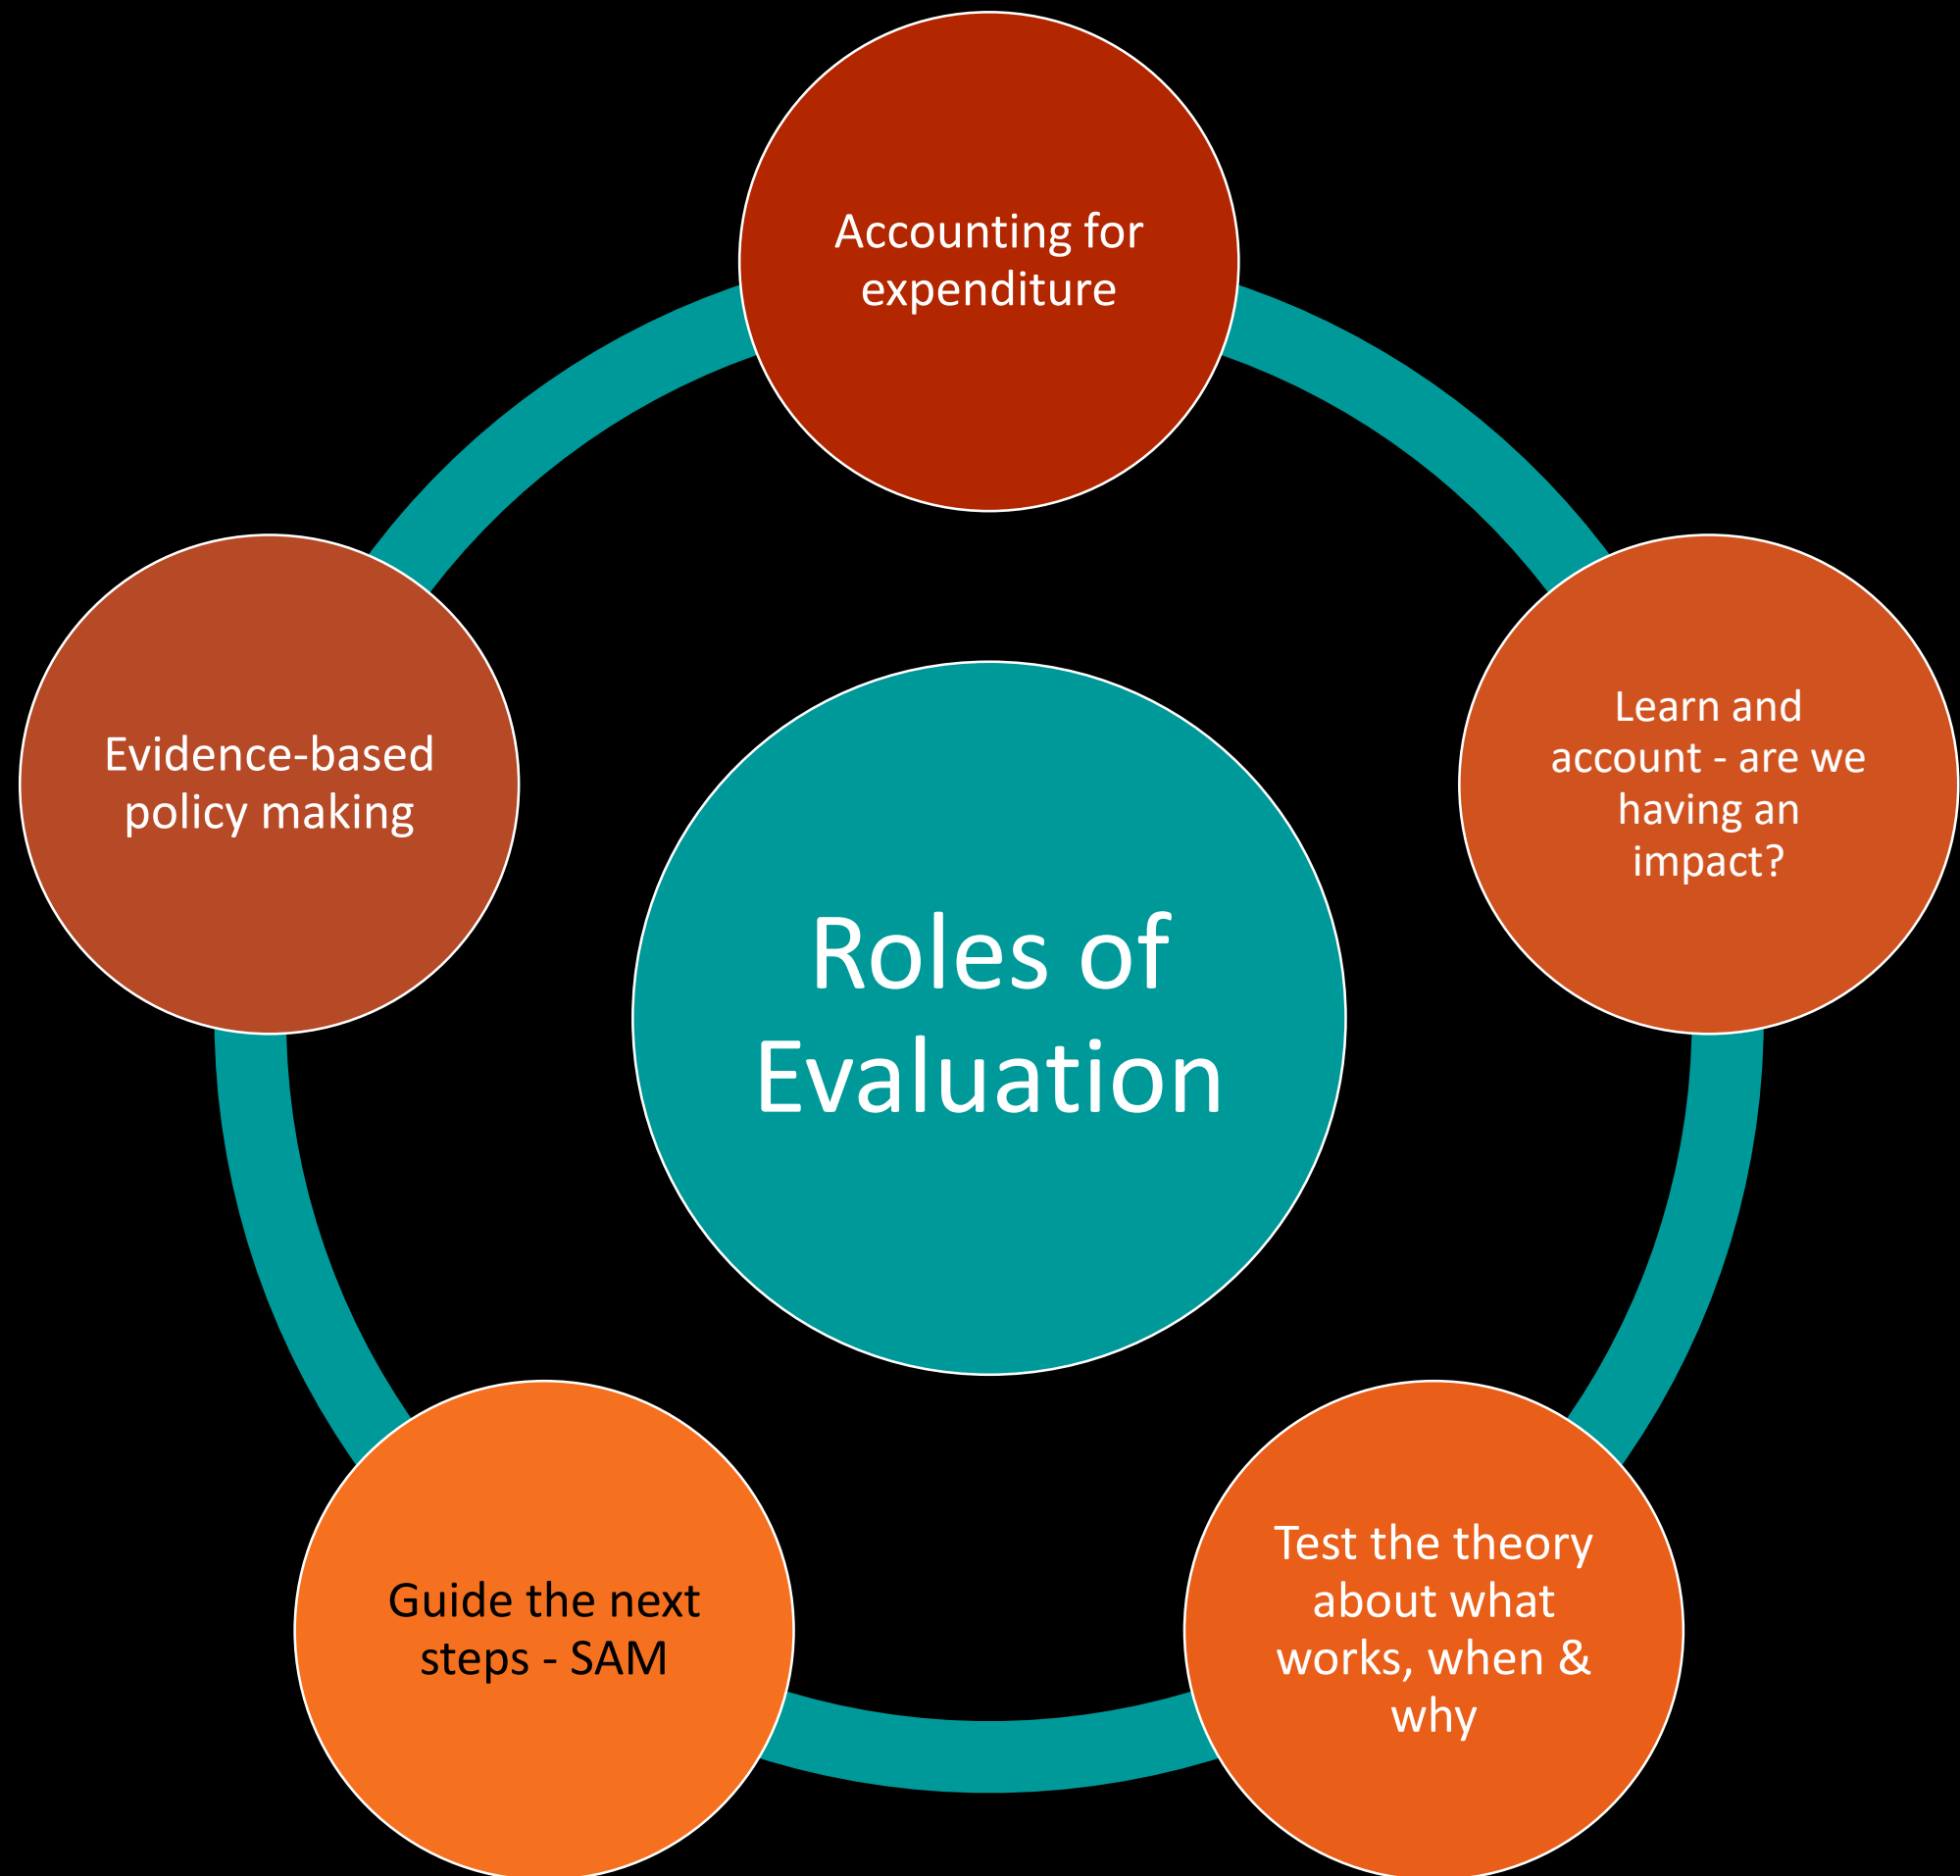 Accounting for
expenditure
Learn and
account - are we
having an
impact?
Test the theory
about what
works, when &
why
Guide the next
steps - SAM
Evidence-based
policy making
Roles of
Evaluation